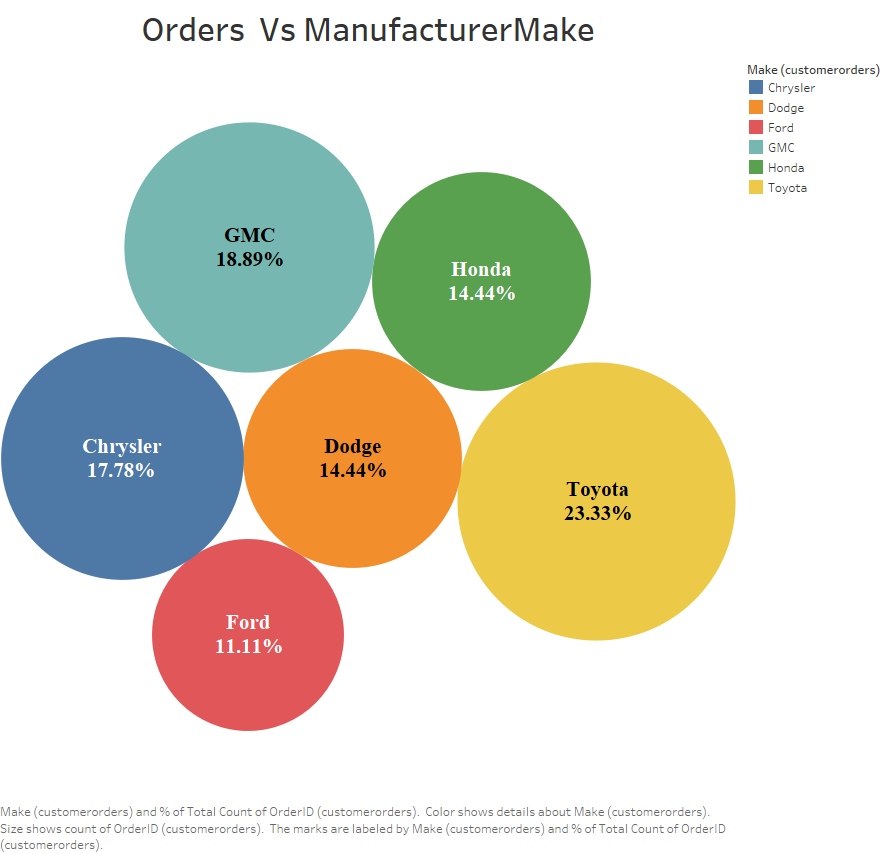 Orders  Vs ManufacturerMake
Make (customerorders)
Chrysler
Dodge
Ford
GMC
Honda
Toyota
GMC
18.89%
Honda
14.44%
Chrysler
17.78%
Dodge
14.44%
Toyota
23.33%
Ford
11.11%
Make (customerorders) and % of Total Count of OrderID (customerorders).  Color shows details about Make (customerorders).
Size shows count of OrderID (customerorders).  The marks are labeled by Make (customerorders) and % of Total Count of OrderID
(customerorders).